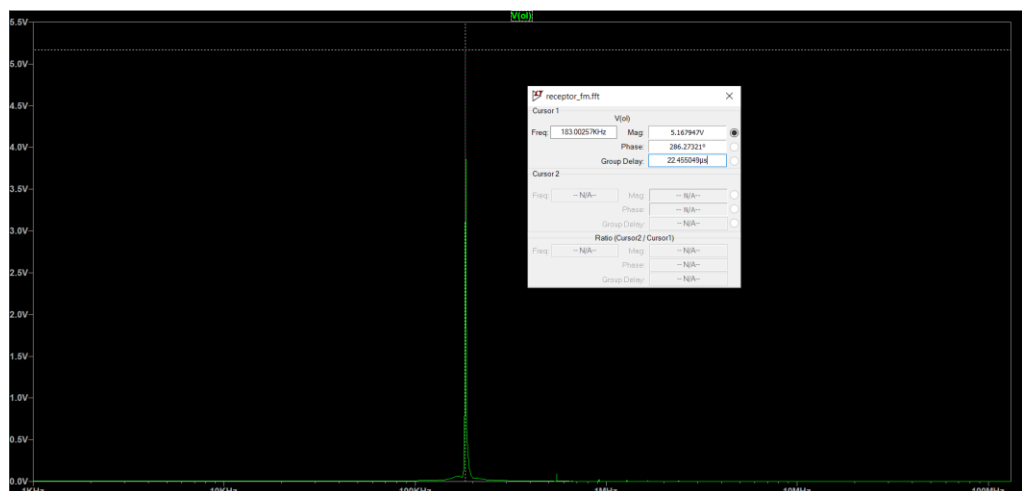 V(ol)
5.5V
5.0V
4.5V
4.0V
3.5V
3.0V
2.5V
2.0V
1.5V
1.0V
0.5V
0.0V
1KHz
10KHz
100KHz
1MHz
10MHz
100MHz
receptor_fm.fft
Cursor 1
V(ol)
Freq: 183.00257KHz Mag: 5.167947V
Phase: 286.27321°
Group Delay: 22.455049µs
Cursor 2
Freq: -- N/A-- Mag: -- N/A--
Phase: -- N/A--
Group Delay: -- N/A--
Ratio (Cursor2 / Cursor1)
Freq: -- N/A-- Mag: -- N/A--
Phase: -- N/A--
Group Delay: -- N/A--